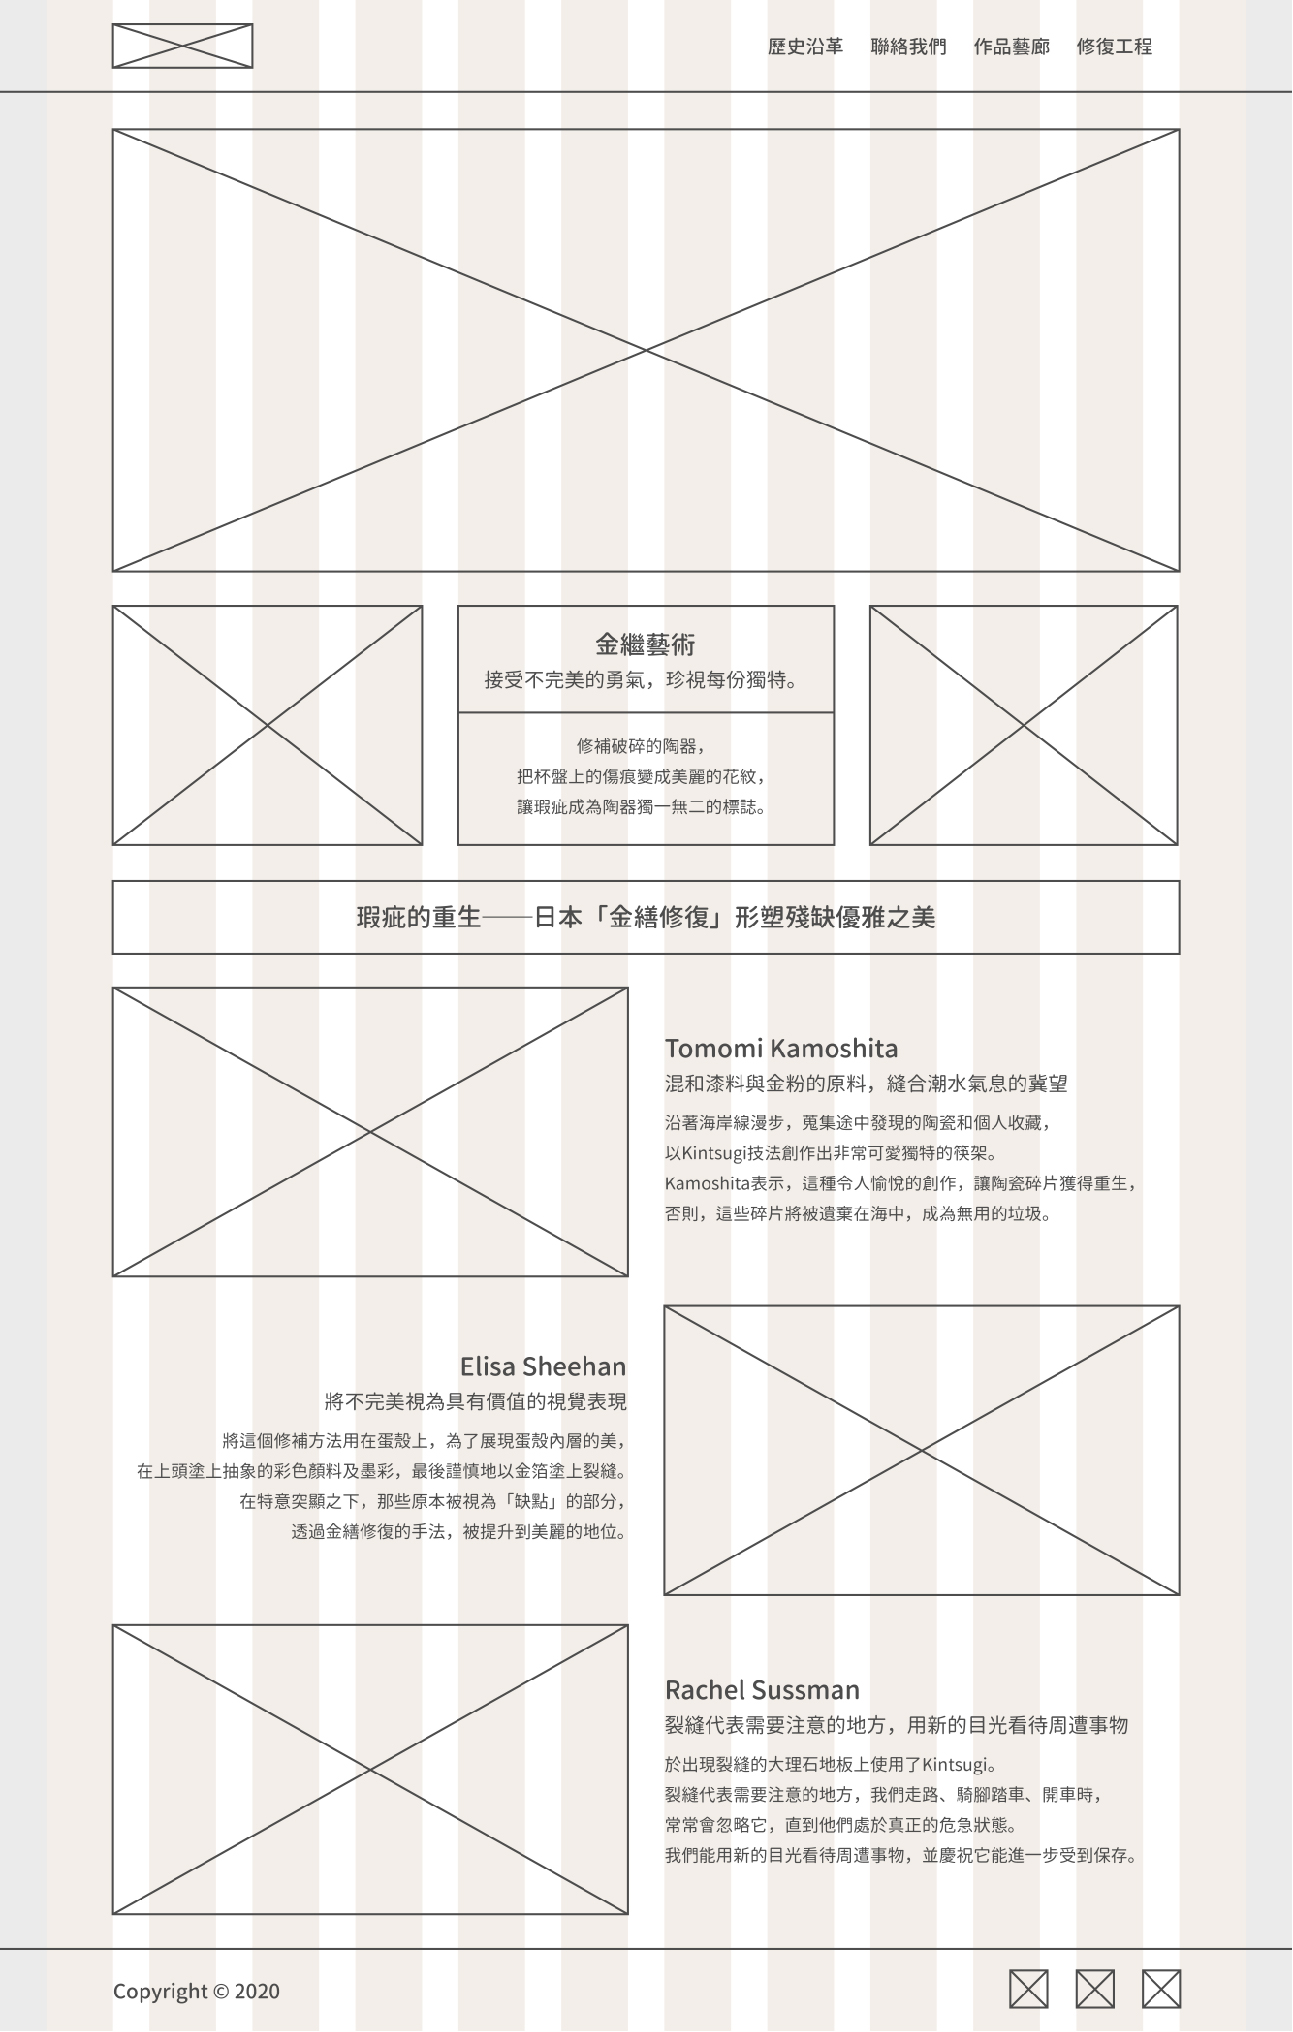 歷史沿革 聯絡我們 作品藝廊 修復工程
金繼藝術
接受不完美的勇氣，珍視每份獨特。
修補破碎的陶器，
把杯盤上的傷痕變成美麗的花紋，
讓瑕疵成為陶器獨一無二的標誌。
瑕疵的重生──日本「金繕修復」形塑殘缺優雅之美
Tomomi Kamoshita
混和漆料與金粉的原料，縫合潮水氣息的冀望
沿著海岸線漫步，蒐集途中發現的陶瓷和個人收藏，
以Kintsugi技法創作出非常可愛獨特的筷架。
Kamoshita表示，這種令人愉悅的創作，讓陶瓷碎片獲得重生，
否則，這些碎片將被遺棄在海中，成為無用的垃圾。
Elisa Sheehan
將不完美視為具有價值的視覺表現
將這個修補方法用在蛋殼上，為了展現蛋殼內層的美，
在上頭塗上抽象的彩色顏料及墨彩，最後謹慎地以金箔塗上裂縫。
在特意突顯之下，那些原本被視為「缺點」的部分，
透過金繕修復的手法，被提升到美麗的地位。
Rachel Sussman
裂縫代表需要注意的地方，用新的目光看待周遭事物
於出現裂縫的大理石地板上使用了Kintsugi。
裂縫代表需要注意的地方，我們走路、騎腳踏車、開車時，
常常會忽略它，直到他們處於真正的危急狀態。
我們能用新的目光看待周遭事物，並慶祝它能進一步受到保存。
Copyright © 2020